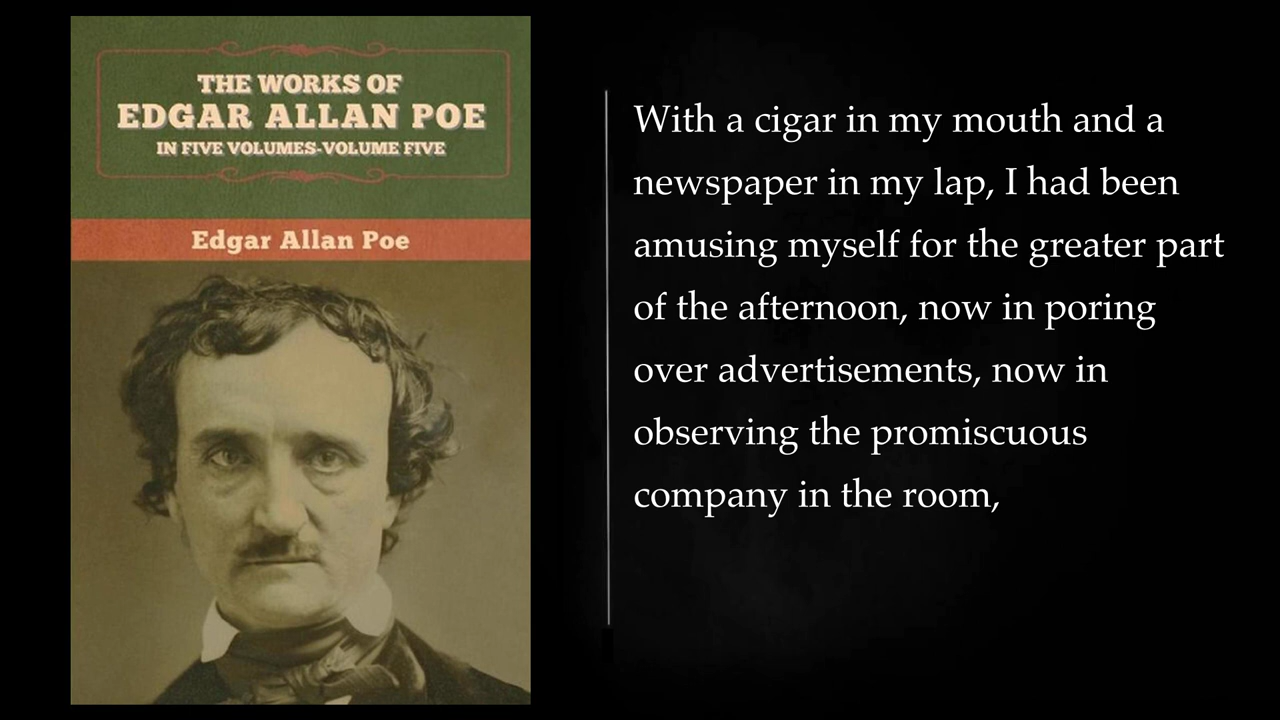 THE WORKS OF
EDGAR ALLAN POE
IN FIVE VOLUMES-VOLUME FIVE
Edgar Allan Poe
With a cigar in my mouth and a
newspaper in my lap, I had been
amusing myself for the greater part
of the afternoon, now in poring
over advertisements, now in
observing the promiscuous
company in the room,